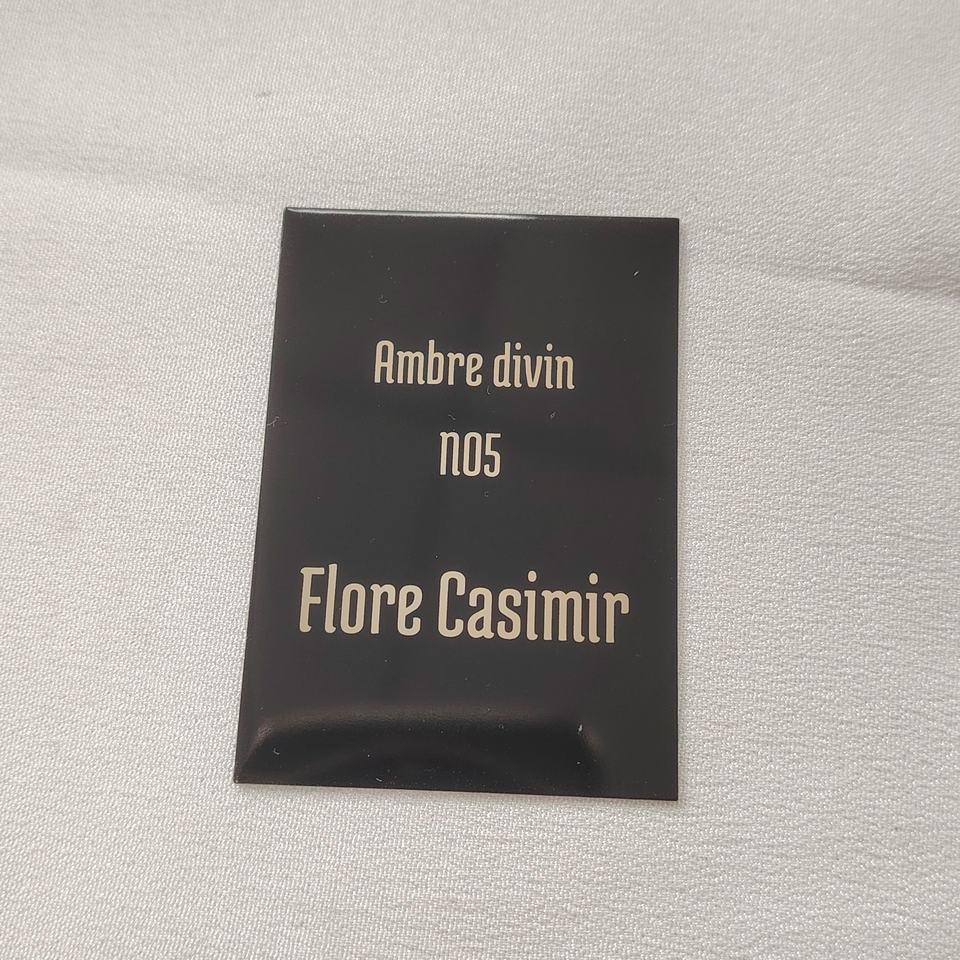 Ambre divin
N05
Flore Casimir